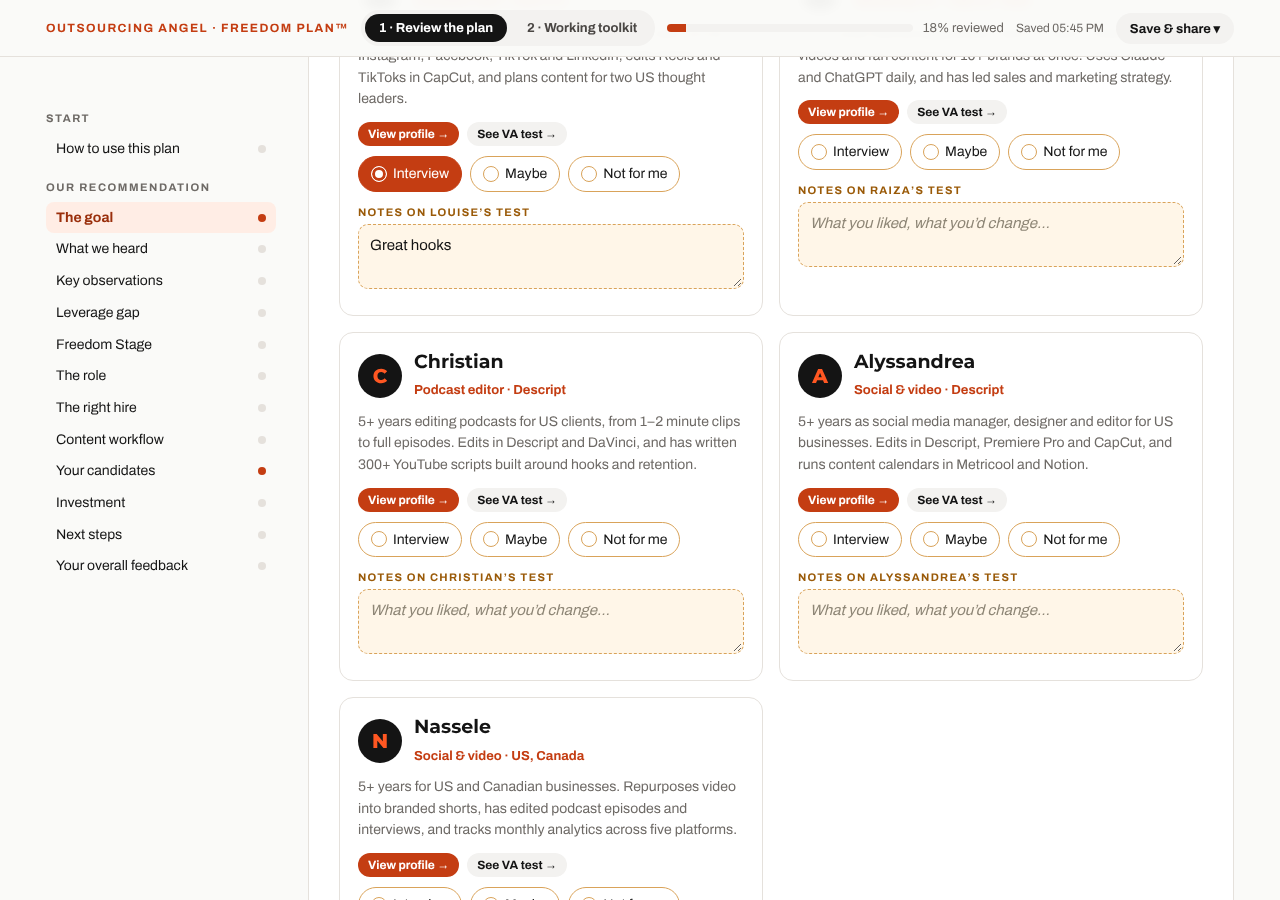 OUTSOURCING ANGEL · FREEDOM PLAN™
1 · Review the plan
2 · Working toolkit
18% reviewed
Saved 05:45 PM
Save & share ▾
START
How to use this plan
OUR RECOMMENDATION
The goal
What we heard
Key observations
Leverage gap
Freedom Stage
The role
The right hire
Content workflow
Your candidates
Investment
Next steps
Your overall feedback
Instagram, Facebook, TikTok and LinkedIn, edits Reels and
TikToks in CapCut, and plans content for two US thought
leaders.
View profile →
See VA test →
Interview
Maybe
Not for me
NOTES ON LOUISE'S TEST
Great hooks
videos and ran content for 10+ brands at once. Uses Claude
and ChatGPT daily, and has led sales and marketing strategy.
View profile →
See VA test →
Interview
Maybe
Not for me
NOTES ON RAIZA'S TEST
What you liked, what you'd change…
C
Christian
Podcast editor · Descript
5+ years editing podcasts for US clients, from 1–2 minute clips
to full episodes. Edits in Descript and DaVinci, and has written
300+ YouTube scripts built around hooks and retention.
View profile →
See VA test →
Interview
Maybe
Not for me
NOTES ON CHRISTIAN'S TEST
What you liked, what you'd change…
A
Alyssandrea
Social & video · Descript
5+ years as social media manager, designer and editor for US
businesses. Edits in Descript, Premiere Pro and CapCut, and
runs content calendars in Metricool and Notion.
View profile →
See VA test →
Interview
Maybe
Not for me
NOTES ON ALYSSANDREA'S TEST
What you liked, what you'd change…
N
Nassele
Social & video · US, Canada
5+ years for US and Canadian businesses. Repurposes video
into branded shorts, has edited podcast episodes and
interviews, and tracks monthly analytics across five platforms.
View profile →
See VA test →